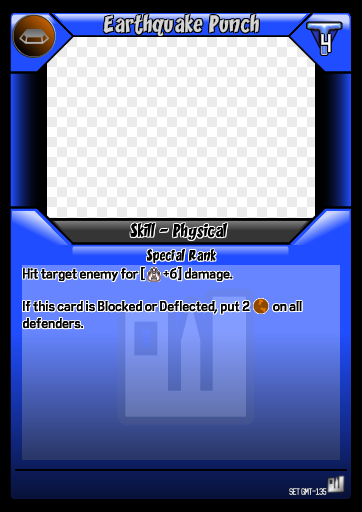 Earthquake Punch
4
Skill - Physical
Special Rank
Hit target enemy for [ +6] damage.
If this card is Blocked or Deflected, put 2 on all
defenders.
SET GMT-135